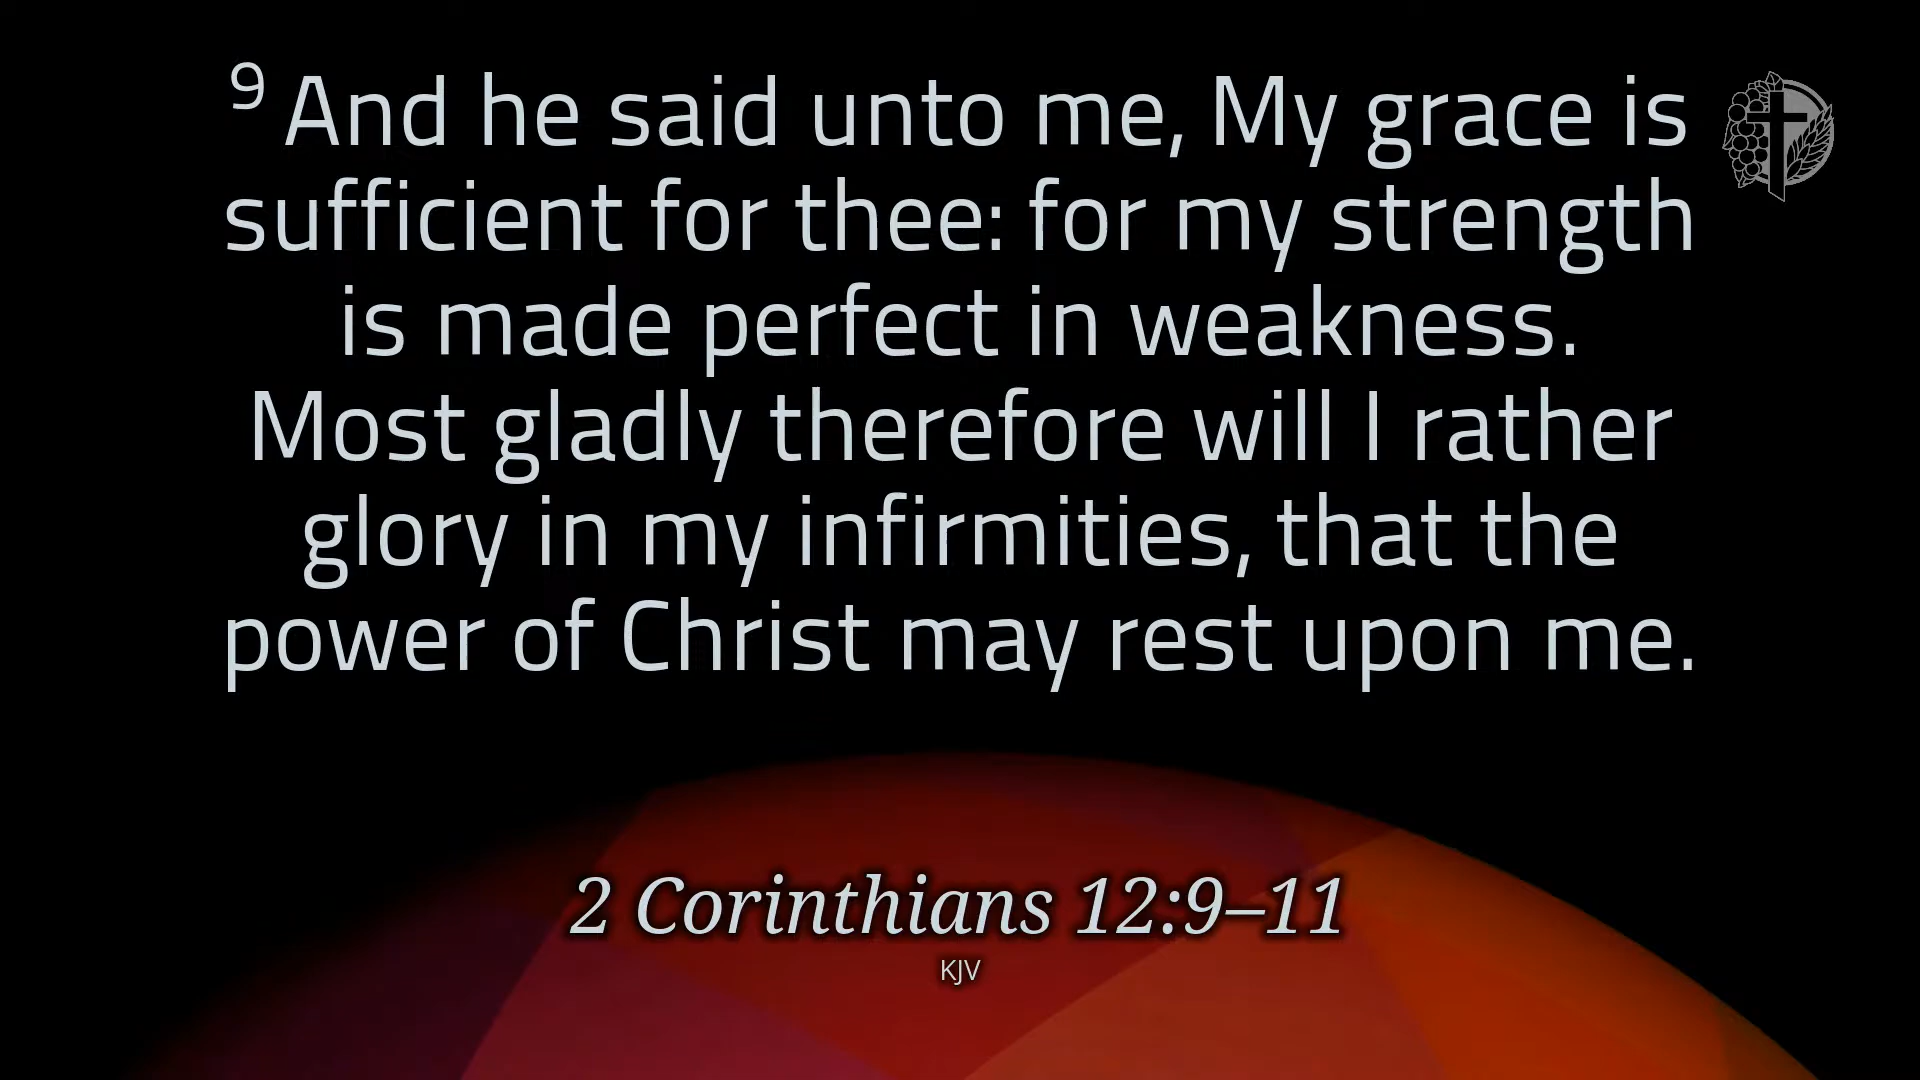 9 And he said unto me, My grace is
sufficient for thee: for my strength
is made perfect in weakness.
Most gladly therefore will I rather
glory in my infirmities, that the
power of Christ may rest upon me.
2 Corinthians 12:9–11
KJV